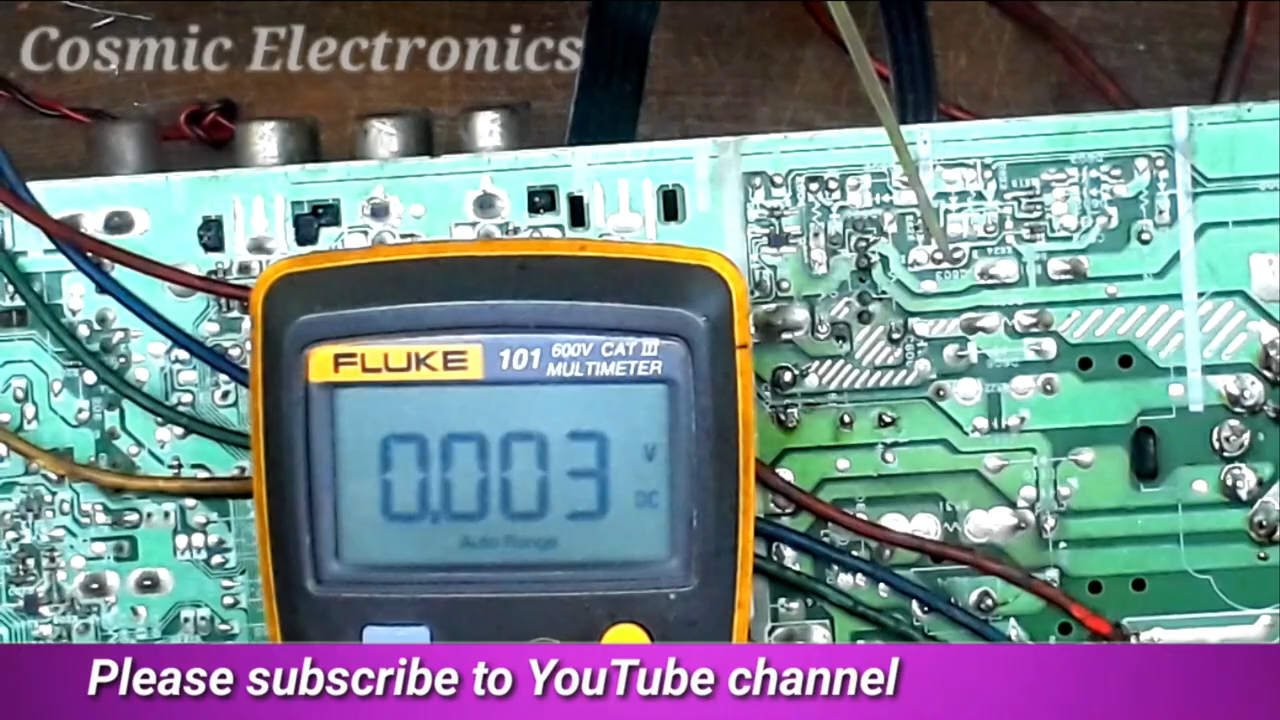 Cosmic Electronics
FLUKE 101 600V CAT III
MULTIMETER
0.003 V
DC
Auto Range
Please subscribe to YouTube channel